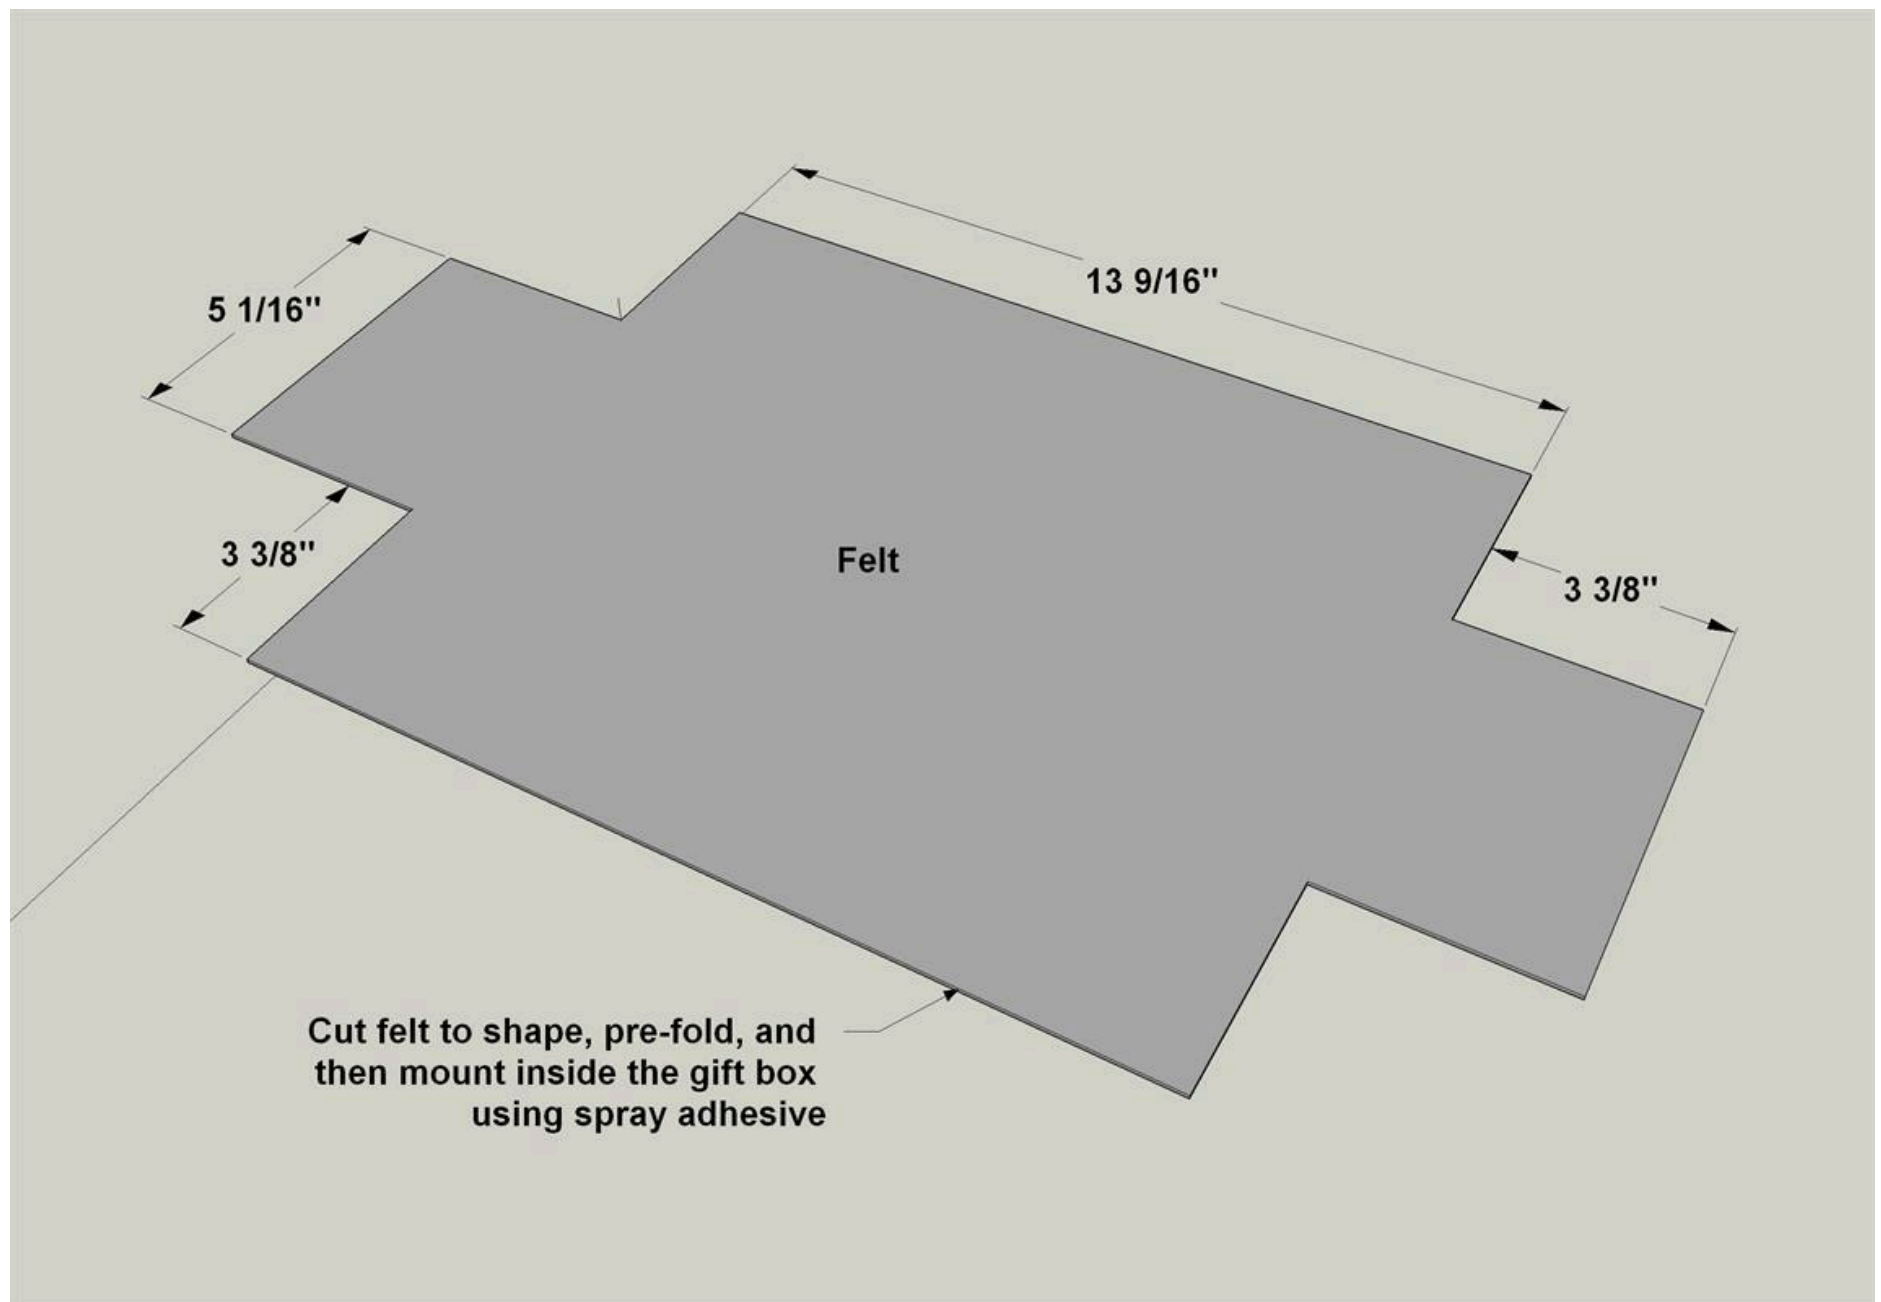 13 9/16"
5 1/16"
3 3/8"
Felt
3 3/8"
Cut felt to shape, pre-fold, and
then mount inside the gift box
using spray adhesive